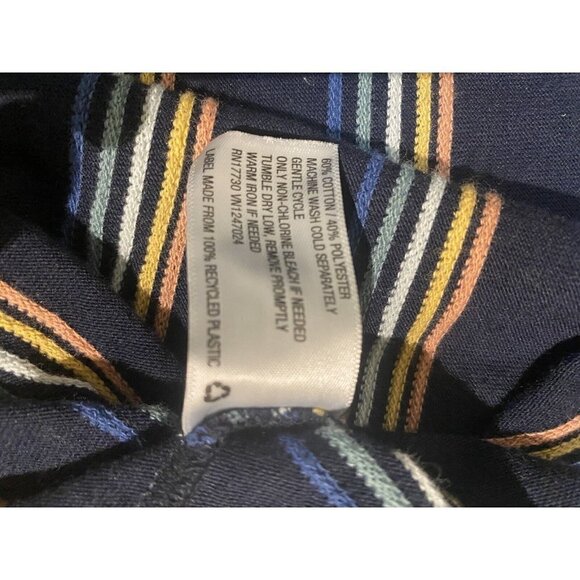 60% COTTON / 40% POLYESTER
MACHINE WASH COLD SEPARATELY
GENTLE CYCLE
ONLY NON-CHLORINE BLEACH IF NEEDED
TUMBLE DRY LOW, REMOVE PROMPTLY
WARM IRON IF NEEDED
RN17730 VN1247024
LABEL MADE FROM 100% RECYCLED PLASTIC